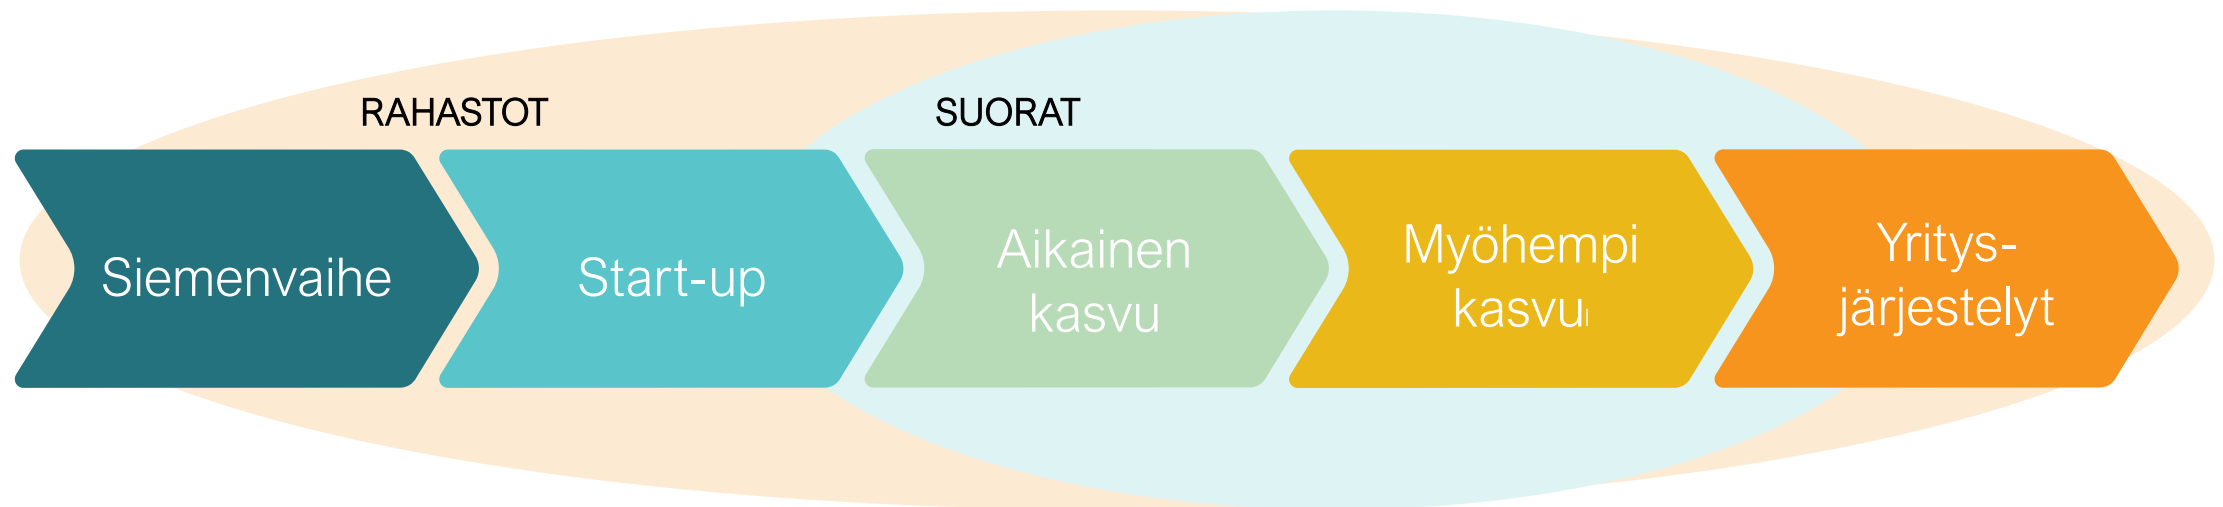 RAHASTOT
SUORAT
Siemenvaihe
Start-up
Aikainen
kasvu
Myöhempi
kasvu
Yritys-
järjestelyt